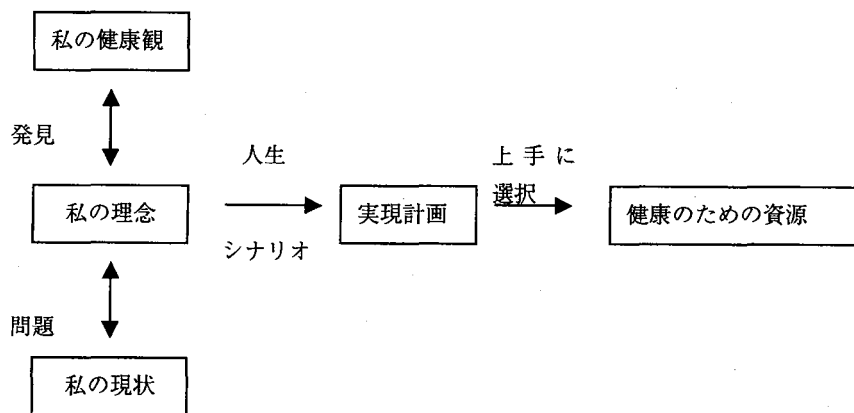 私の健康観
発見
人生
上手に
選択
私の理念
実現計画
健康のための資源
シナリオ
問題
私の現状